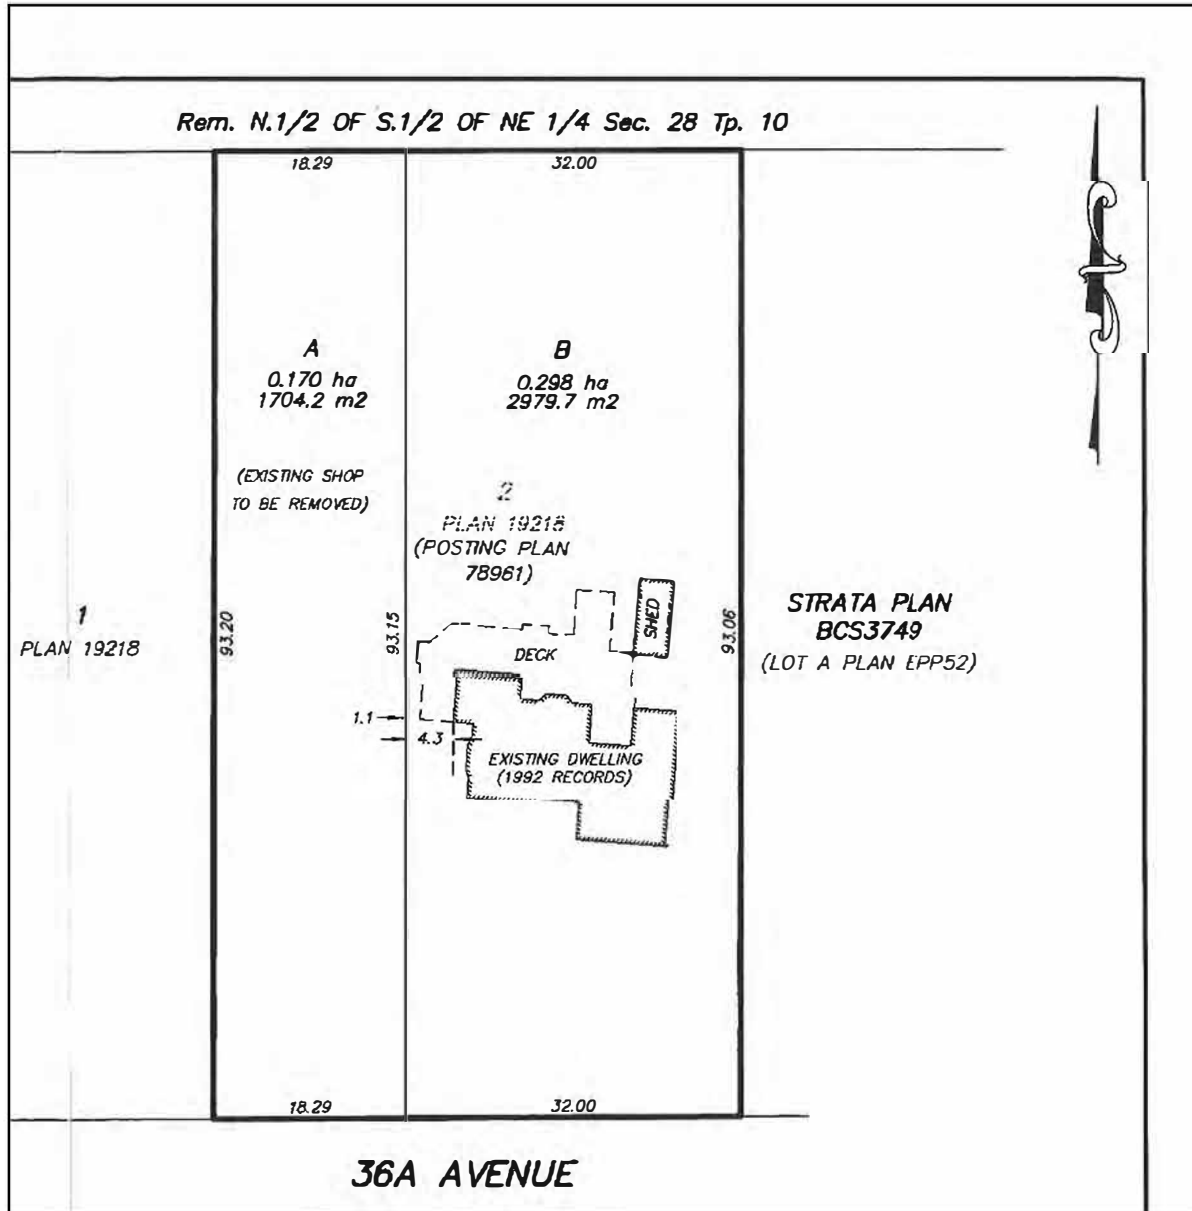 Rem. N.1/2 OF S.1/2 OF NE 1/4 Sec. 28 Tp. 10
18.29
32.00
A
0.170 ha
1704.2 m2
B
0.298 ha
2979.7 m2
(EXISTING SHOP
TO BE REMOVED)
2
PLAN 19218
(POSTING PLAN
78961)
1
PLAN 19218
93.20
93.15
93.06
SHED
DECK
STRATA PLAN
BCS3749
(LOT A PLAN EPP52)
1.1
4.3
EXISTING DWELLING
(1992 RECORDS)
18.29
32.00
36A AVENUE